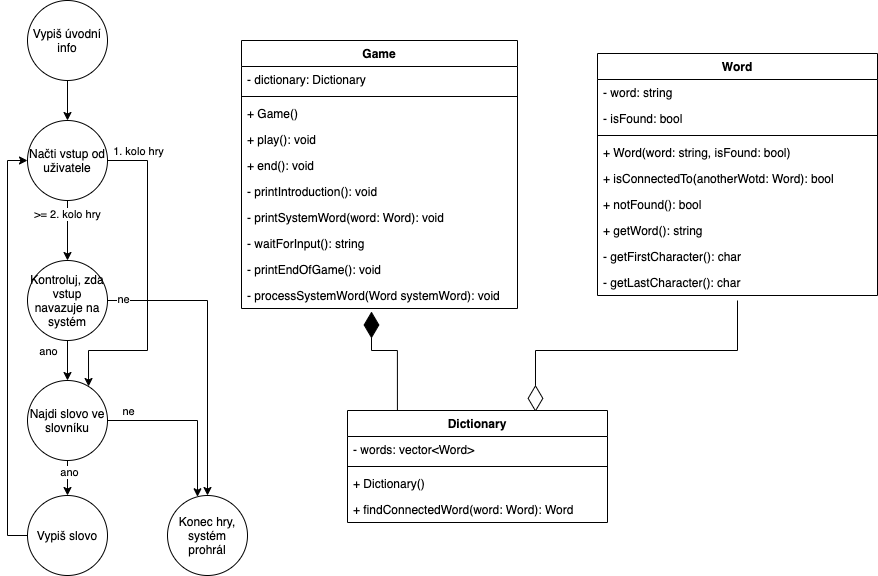 Vypiš úvodní
info
Načti vstup od
uživatele
1. kolo hry
>= 2. kolo hry
Kontroluj, zda
vstup
navazuje na
systém
ne
ano
Najdi slovo ve
slovníku
ne
ano
Vypiš slovo
Konec hry,
systém
prohrál
Game
- dictionary: Dictionary
+ Game()
+ play(): void
+ end(): void
- printIntroduction(): void
- printSystemWord(word: Word): void
- waitForInput(): string
- printEndOfGame(): void
- processSystemWord(Word systemWord): void
Word
- word: string
- isFound: bool
+ Word(word: string, isFound: bool)
+ isConnectedTo(anotherWotd: Word): bool
+ notFound(): bool
+ getWord(): string
- getFirstCharacter(): char
- getLastCharacter(): char
Dictionary
- words: vector<Word>
+ Dictionary()
+ findConnectedWord(word: Word): Word